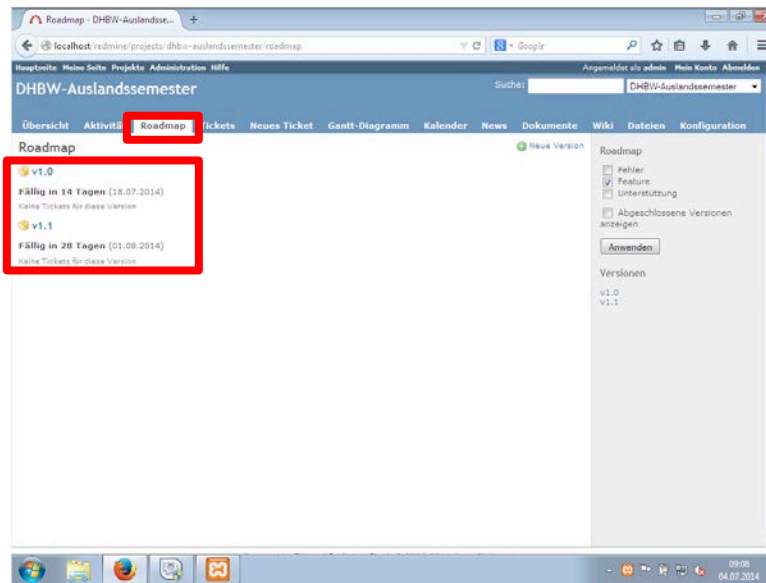 Roadmap - DHBW-Auslandsse...
localhost/redmine/projects/dhbw-auslandssemester/roadmap
Google
Hauptseite Meine Seite Projekte Administration Hilfe
Angemeldet als admin Mein Konto Abmelden
DHBW-Auslandssemester
Suche:
DHBW-Auslandssemester
Übersicht Aktivität Roadmap Tickets Neues Ticket Gantt-Diagramm Kalender News Dokumente Wiki Dateien Konfiguration
Roadmap
Neue Version
v1.0
Fällig in 14 Tagen (18.07.2014)
Keine Tickets für diese Version
v1.1
Fällig in 28 Tagen (01.08.2014)
Keine Tickets für diese Version
Roadmap
Fehler
Feature
Unterstützung
Abgeschlossene Versionen
anzeigen
Anwenden
Versionen
v1.0
v1.1
09:08
04.07.2014